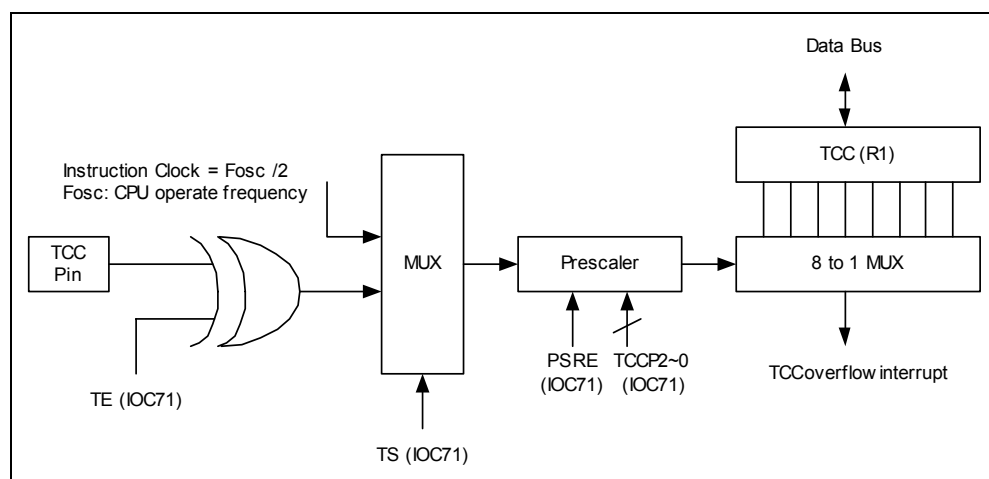 Data Bus
TCC (R1)
Instruction Clock = Fosc /2
Fosc: CPU operate frequency
TCC
Pin
MUX
Prescaler
8 to 1 MUX
PSRE
(IOC71)
TCCP2~0
(IOC71)
TCCoverflow interrupt
TE (IOC71)
TS (IOC71)